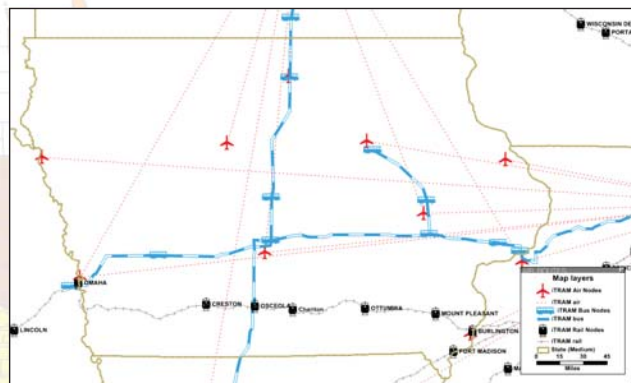 WISCONSIN DE
PORTA
OMAHA
CRESTON
OSCEOLA
Chariton
OTTUMWA
MOUNT PLEASANT
BURLINGTON
LINCOLN
FORT MADISON
Map layers
iTRAM Air Nodes
iTRAM air
iTRAM Bus Nodes
iTRAM bus
iTRAM Rail Nodes
iTRAM rail
State (Medium)
0 15 30 45
Miles